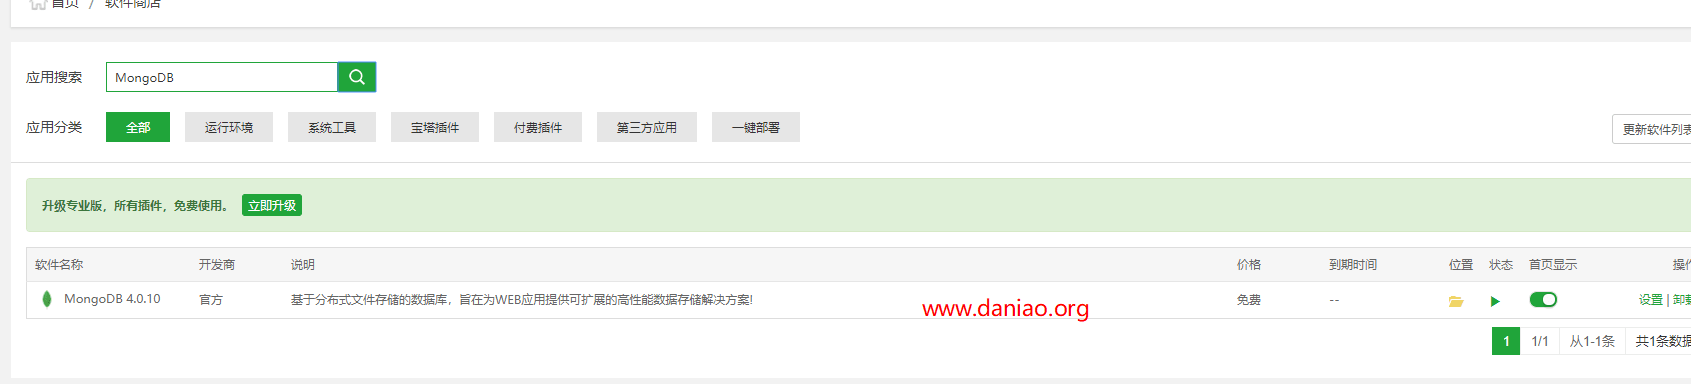 首页 / 软件商店
应用搜索 MongoDB
应用分类 全部 运行环境 系统工具 宝塔插件 付费插件 第三方应用 一键部署
更新软件列表
升级专业版，所有插件，免费使用。 立即升级
软件名称 开发商 说明 价格 到期时间 位置 状态 首页显示 操作
MongoDB 4.0.10 官方 基于分布式文件存储的数据库，旨在为WEB应用提供可扩展的高性能数据存储解决方案! 免费 -- 设置 | 卸载
www.daniao.org
1 1/1 从1-1条 共1条数据